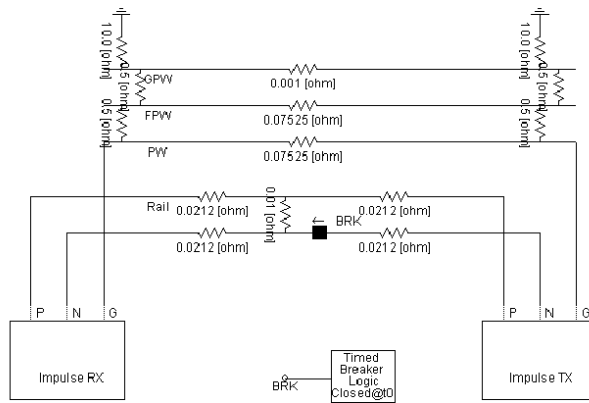 10.0 [ohm]
10.0 [ohm]
0.5 [ohm]
GPW
0.001 [ohm]
0.5 [ohm]
0.5 [ohm]
FPW
0.07525 [ohm]
0.5 [ohm]
PW
0.07525 [ohm]
Rail
0.0212 [ohm]
0.01 [ohm]
← BRK
0.0212 [ohm]
0.0212 [ohm]
0.0212 [ohm]
P N G
P N G
Impulse RX
Impulse TX
BRK
Timed
Breaker
Logic
Closed@t0